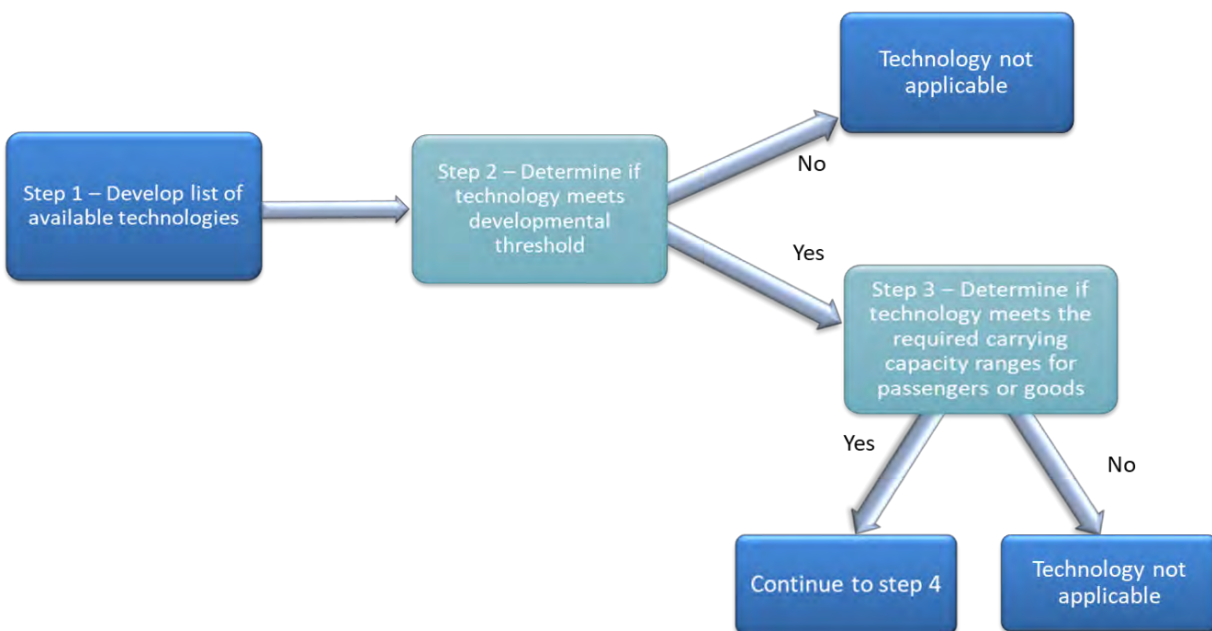 Technology not
applicable
Step 1 – Develop list of
available technologies
Step 2 – Determine if
technology meets
developmental
threshold
No
Yes
Step 3 – Determine if
technology meets the
required carrying
capacity ranges for
passengers or goods
Yes
No
Continue to step 4
Technology not
applicable